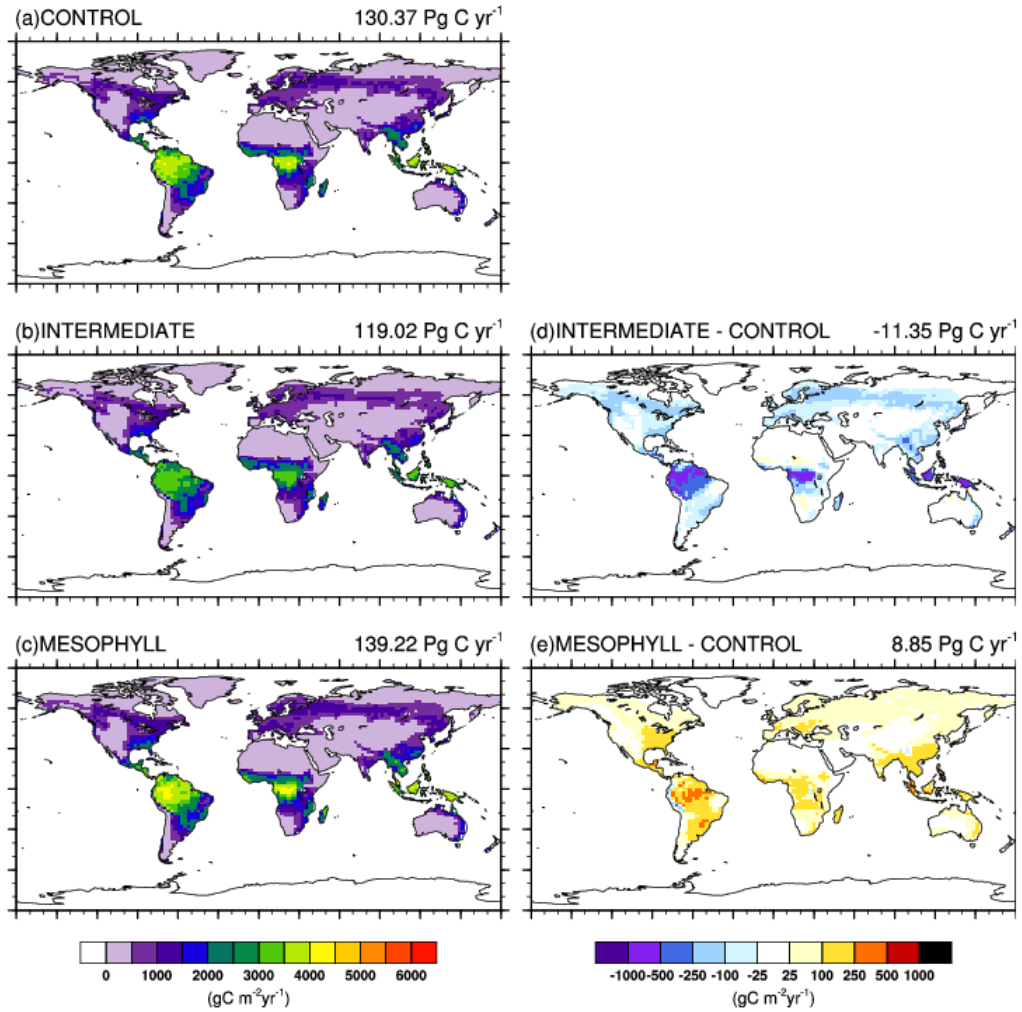 (a)CONTROL 130.37 Pg C yr⁻¹
(b)INTERMEDIATE 119.02 Pg C yr⁻¹
(d)INTERMEDIATE - CONTROL -11.35 Pg C yr⁻¹
(c)MESOPHYLL 139.22 Pg C yr⁻¹
(e)MESOPHYLL - CONTROL 8.85 Pg C yr⁻¹
0 1000 2000 3000 4000 5000 6000
(gC m⁻²yr⁻¹)
-1000 -500 -250 -100 -25 25 100 250 500 1000
(gC m⁻²yr⁻¹)